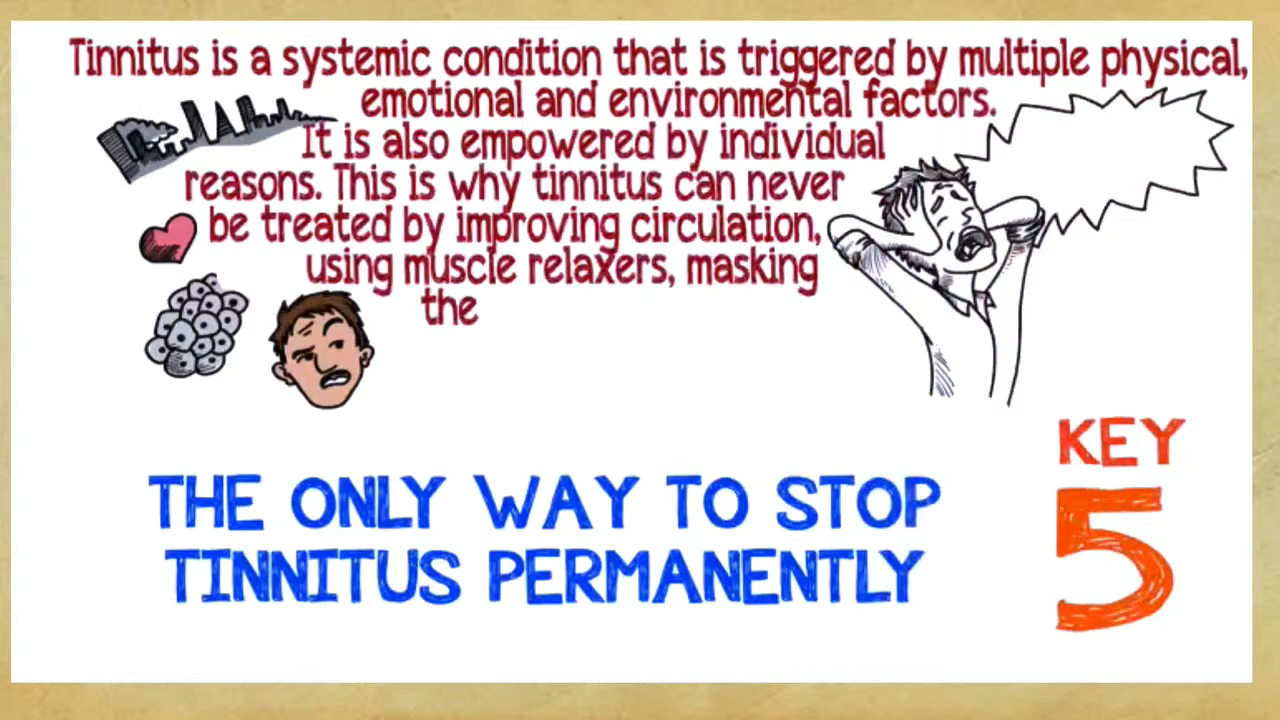 Tinnitus is a systemic condition that is triggered by multiple physical,
emotional and environmental factors.
It is also empowered by individual
reasons. This is why tinnitus can never
be treated by improving circulation,
using muscle relaxers, masking
the
KEY
5
THE ONLY WAY TO STOP
TINNITUS PERMANENTLY